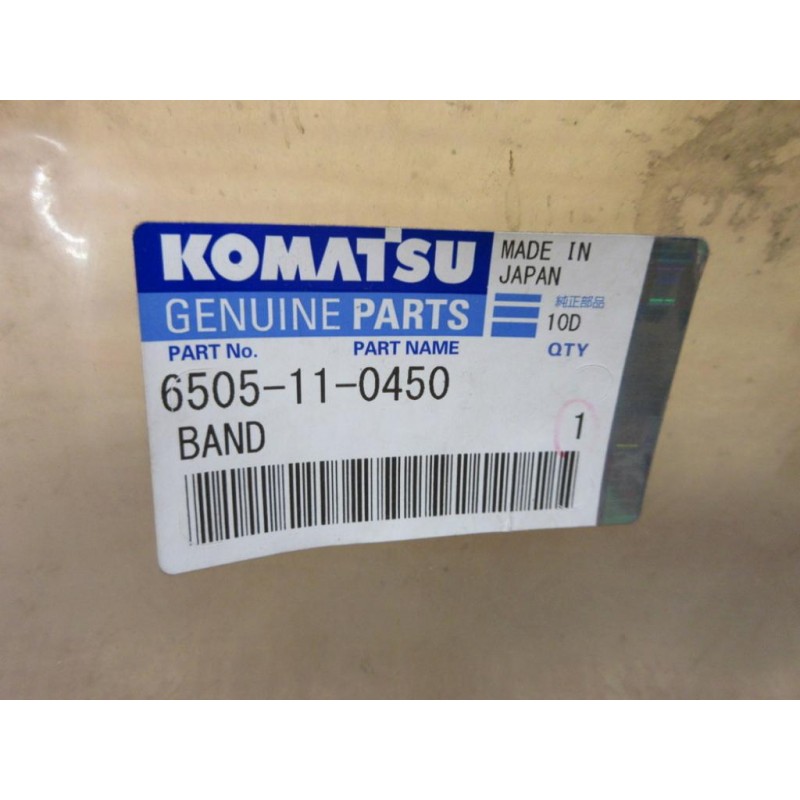 KOMATSU
GENUINE PARTS
MADE IN
JAPAN
純正部品
10D
PART No.
PART NAME
QTY
6505-11-0450
BAND
1